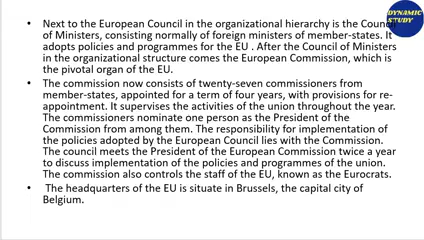 DYNAMIC
STUDY
• Next to the European Council in the organizational hierarchy is the Council
of Ministers, consisting normally of foreign ministers of member-states. It
adopts policies and programmes for the EU . After the Council of Ministers
in the organizational structure comes the European Commission, which is
the pivotal organ of the EU.
• The commission now consists of twenty-seven commissioners from
member-states, appointed for a term of four years, with provisions for re-
appointment. It supervises the activities of the union throughout the year.
The commissioners nominate one person as the President of the
Commission from among them. The responsibility for implementation of
the policies adopted by the European Council lies with the Commission.
The council meets the President of the European Commission twice a year
to discuss implementation of the policies and programmes of the union.
The commission also controls the staff of the EU, known as the Eurocrats.
• The headquarters of the EU is situate in Brussels, the capital city of
Belgium.